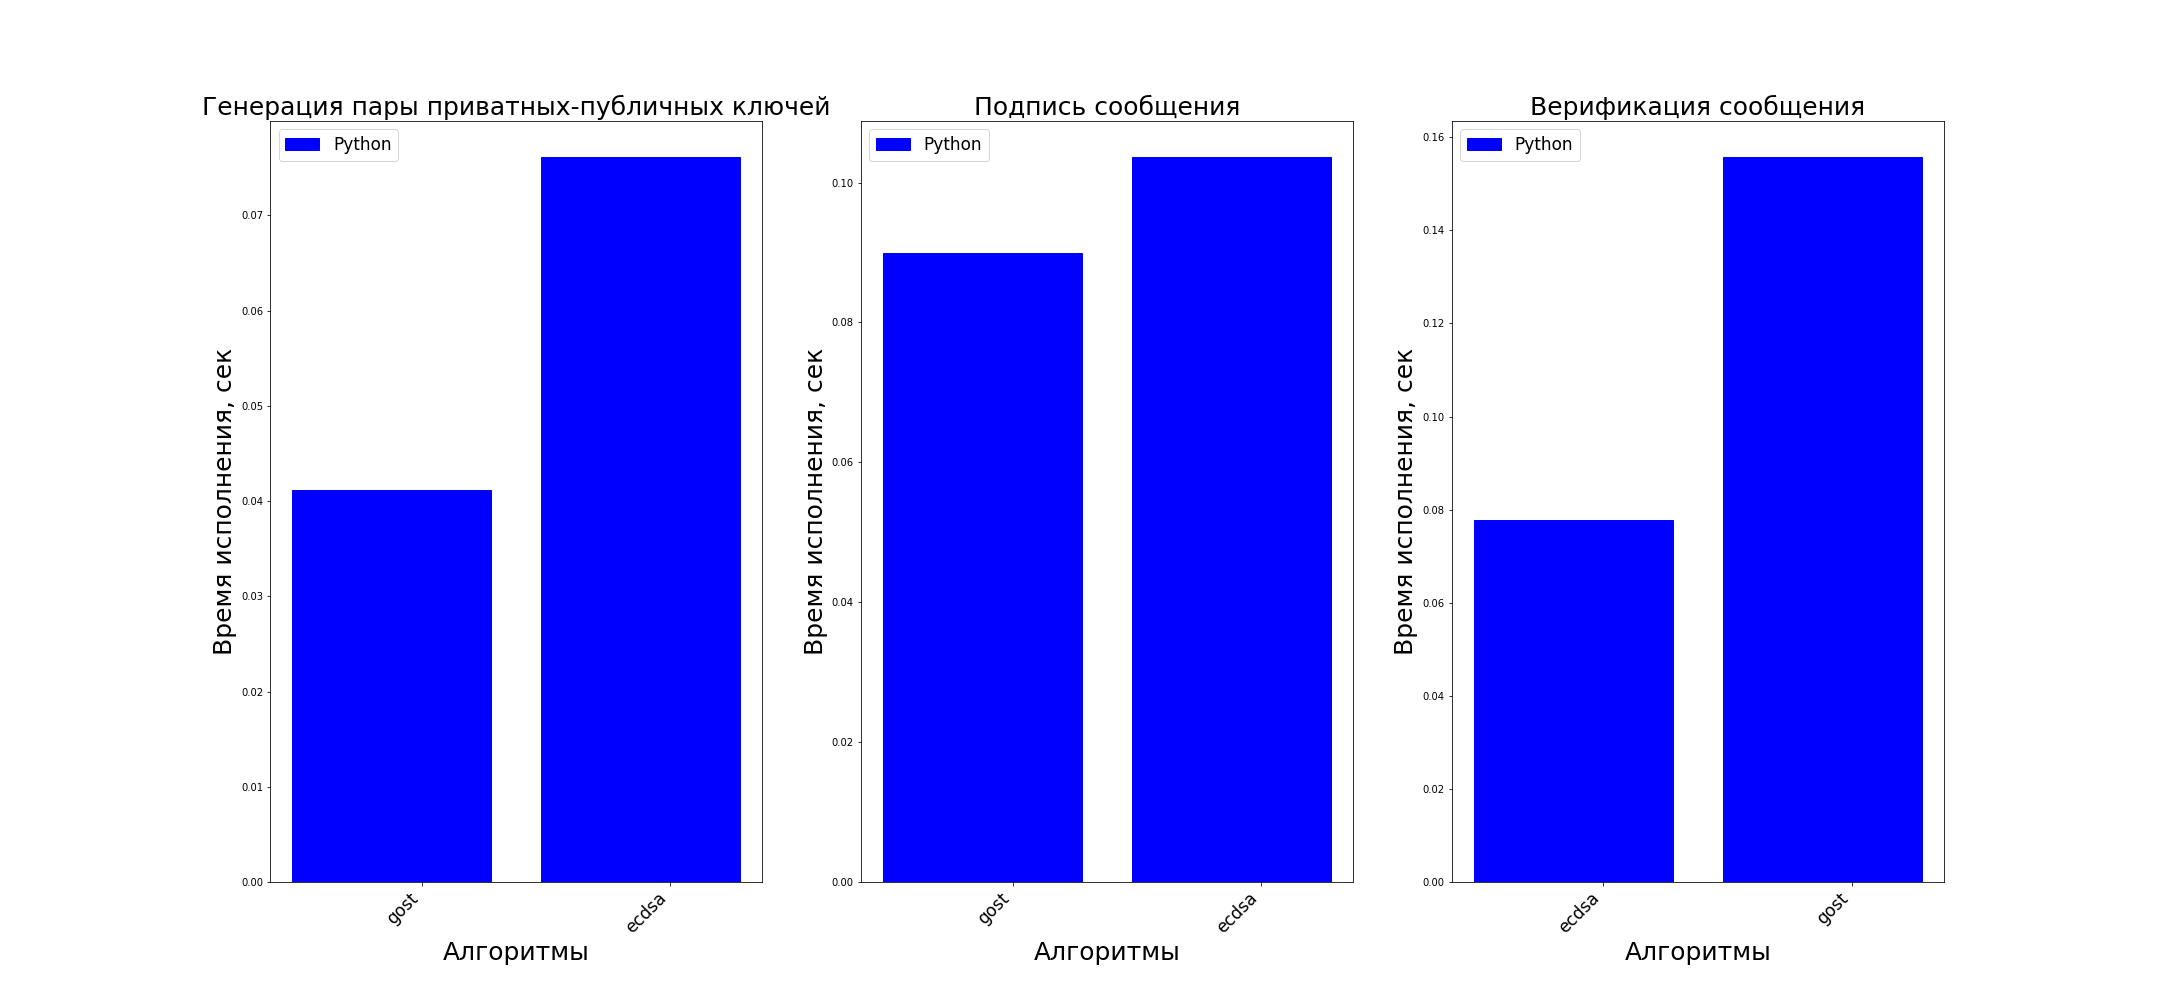 Генерация пары приватных-публичных ключей
Python
0.07
0.06
0.05
0.04
0.03
0.02
0.01
0.00
Время исполнения, сек
gost
ecdsa
Алгоритмы
Подпись сообщения
Python
0.10
0.08
0.06
0.04
0.02
0.00
Время исполнения, сек
gost
ecdsa
Алгоритмы
Верификация сообщения
Python
0.16
0.14
0.12
0.10
0.08
0.06
0.04
0.02
0.00
Время исполнения, сек
ecdsa
gost
Алгоритмы